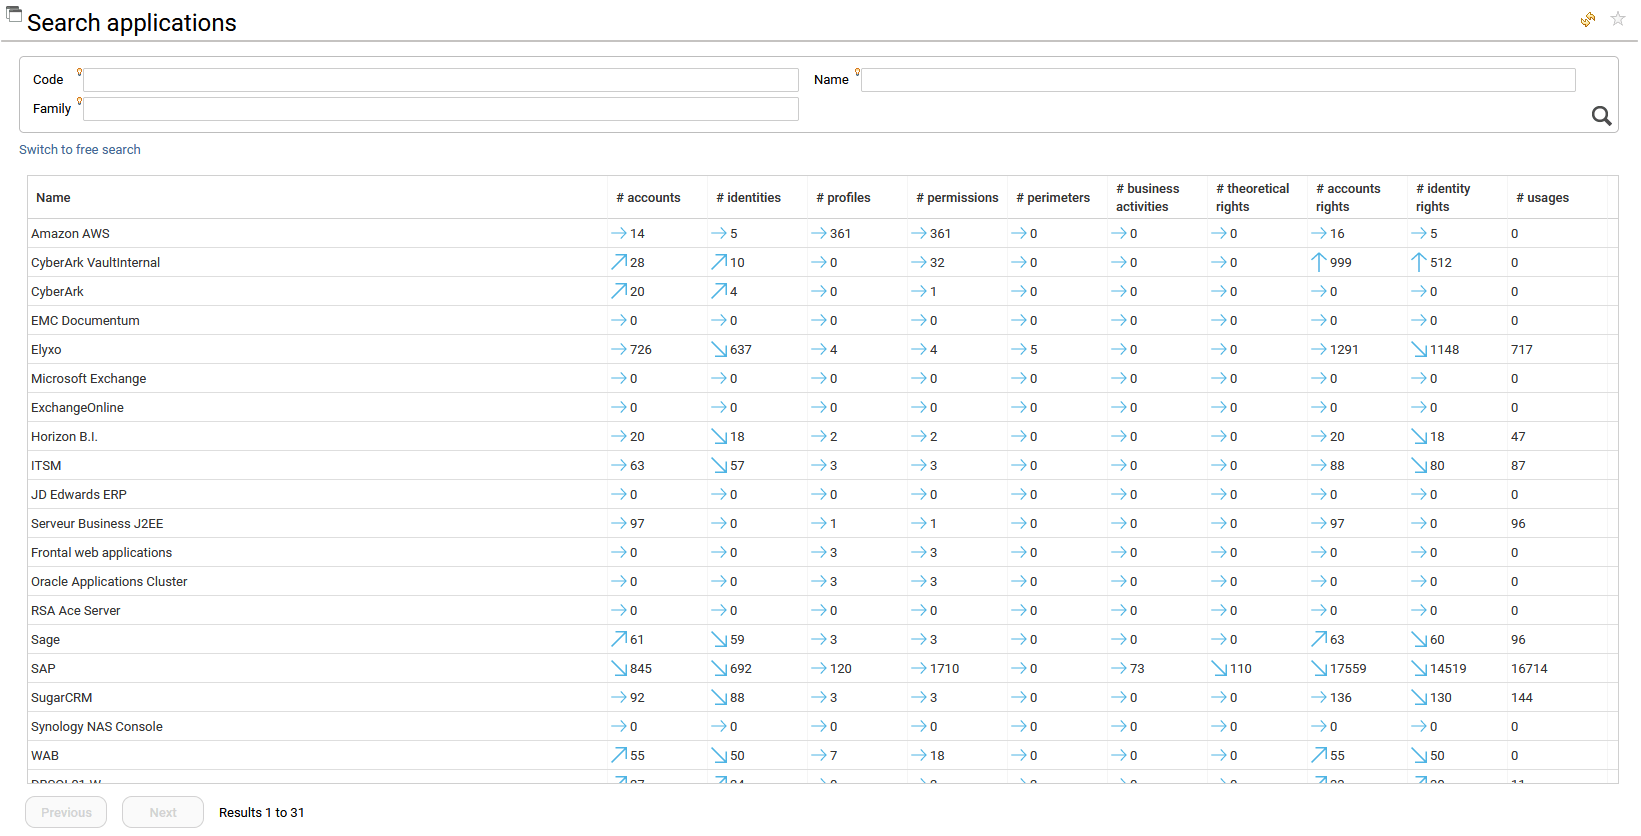 Search applications
Code
Name
Family
Switch to free search
Name # accounts # identities # profiles # permissions # perimeters # business activities # theoretical rights # accounts rights # identity rights # usages
Amazon AWS 14 5 361 361 0 0 0 16 5 0
CyberArk VaultInternal 28 10 0 32 0 0 0 999 512 0
CyberArk 20 4 0 1 0 0 0 0 0 0
EMC Documentum 0 0 0 0 0 0 0 0 0 0
Elyxo 726 637 4 4 5 0 0 1291 1148 717
Microsoft Exchange 0 0 0 0 0 0 0 0 0 0
ExchangeOnline 0 0 0 0 0 0 0 0 0 0
Horizon B.I. 20 18 2 2 0 0 0 20 18 47
ITSM 63 57 3 3 0 0 0 88 80 87
JD Edwards ERP 0 0 0 0 0 0 0 0 0 0
Serveur Business J2EE 97 0 1 1 0 0 0 97 0 96
Frontal web applications 0 0 3 3 0 0 0 0 0 0
Oracle Applications Cluster 0 0 3 3 0 0 0 0 0 0
RSA Ace Server 0 0 0 0 0 0 0 0 0 0
Sage 61 59 3 3 0 0 0 63 60 96
SAP 845 692 120 1710 0 73 110 17559 14519 16714
SugarCRM 92 88 3 3 0 0 0 136 130 144
Synology NAS Console 0 0 0 0 0 0 0 0 0 0
WAB 55 50 7 18 0 0 0 55 50 0
Previous Next Results 1 to 31